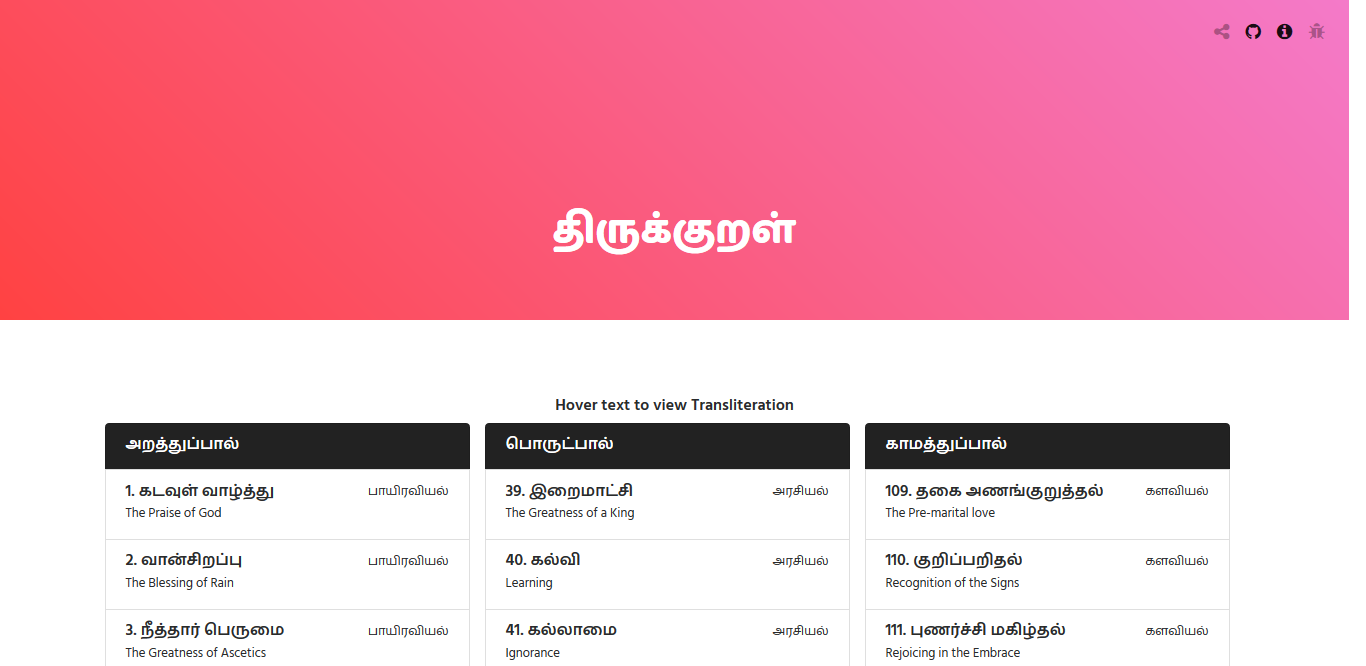 திருக்குறள்
Hover text to view Transliteration
அறத்துப்பால்
1. கடவுள் வாழ்த்து பாயிரவியல்
The Praise of God
2. வான்சிறப்பு பாயிரவியல்
The Blessing of Rain
3. நீத்தார் பெருமை பாயிரவியல்
The Greatness of Ascetics
பொருட்பால்
39. இறைமாட்சி அரசியல்
The Greatness of a King
40. கல்வி அரசியல்
Learning
41. கல்லாமை அரசியல்
Ignorance
காமத்துப்பால்
109. தகை அணங்குறுத்தல் களவியல்
The Pre-marital love
110. குறிப்பறிதல் களவியல்
Recognition of the Signs
111. புணர்ச்சி மகிழ்தல் களவியல்
Rejoicing in the Embrace